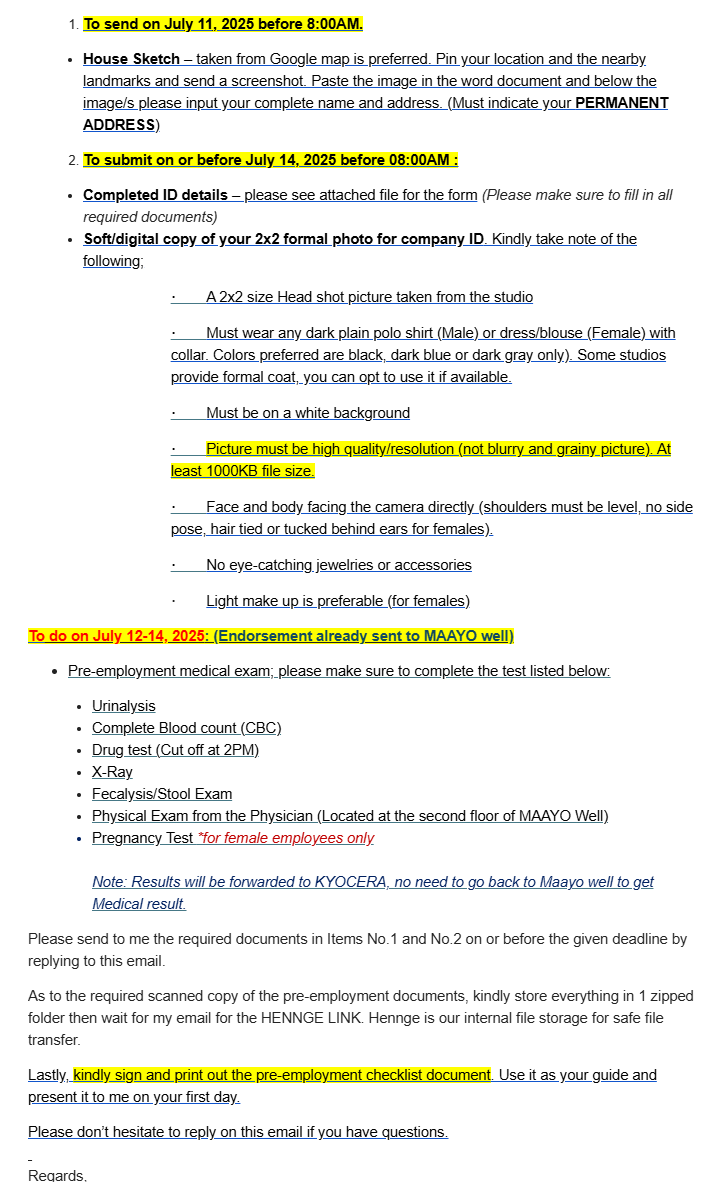 1. To send on July 11, 2025 before 8:00AM.
• House Sketch – taken from Google map is preferred. Pin your location and the nearby
landmarks and send a screenshot. Paste the image in the word document and below the
image/s please input your complete name and address. (Must indicate your PERMANENT
ADDRESS)
2. To submit on or before July 14, 2025 before 08:00AM :
• Completed ID details – please see attached file for the form (Please make sure to fill in all
required documents)
• Soft/digital copy of your 2x2 formal photo for company ID. Kindly take note of the
following;
· A 2x2 size Head shot picture taken from the studio
· Must wear any dark plain polo shirt (Male) or dress/blouse (Female) with
collar. Colors preferred are black, dark blue or dark gray only). Some studios
provide formal coat, you can opt to use it if available.
· Must be on a white background
· Picture must be high quality/resolution (not blurry and grainy picture). At
least 1000KB file size.
· Face and body facing the camera directly (shoulders must be level, no side
pose, hair tied or tucked behind ears for females).
· No eye-catching jewelries or accessories
· Light make up is preferable (for females)
To do on July 12-14, 2025: (Endorsement already sent to MAAYO well)
• Pre-employment medical exam; please make sure to complete the test listed below:
• Urinalysis
• Complete Blood count (CBC)
• Drug test (Cut off at 2PM)
• X-Ray
• Fecalysis/Stool Exam
• Physical Exam from the Physician (Located at the second floor of MAAYO Well)
• Pregnancy Test *for female employees only
Note: Results will be forwarded to KYOCERA, no need to go back to Maayo well to get
Medical result.
Please send to me the required documents in Items No.1 and No.2 on or before the given deadline by
replying to this email.
As to the required scanned copy of the pre-employment documents, kindly store everything in 1 zipped
folder then wait for my email for the HENNGE LINK. Hennge is our internal file storage for safe file
transfer.
Lastly, kindly sign and print out the pre-employment checklist document. Use it as your guide and
present it to me on your first day.
Please don't hesitate to reply on this email if you have questions.
Regards,